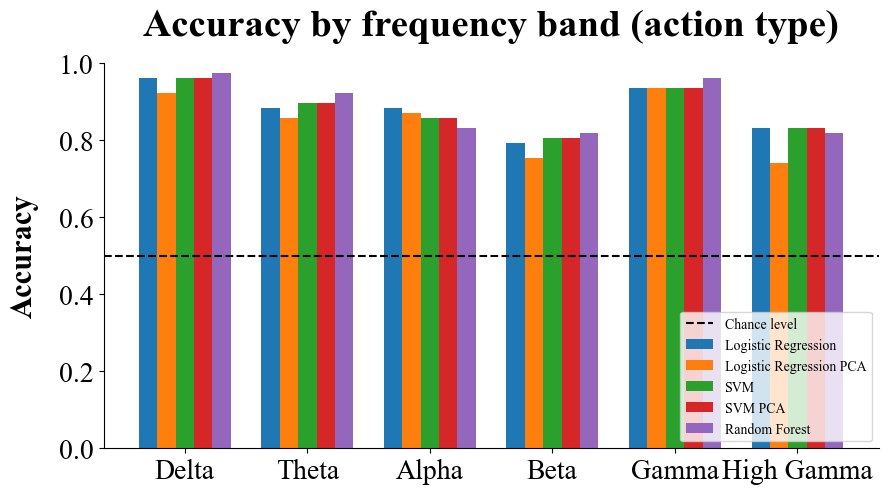 Accuracy by frequency band (action type)
Accuracy
1.0
0.8
0.6
0.4
0.2
0.0
Chance level
Logistic Regression
Logistic Regression PCA
SVM
SVM PCA
Random Forest
Delta Theta Alpha Beta Gamma High Gamma